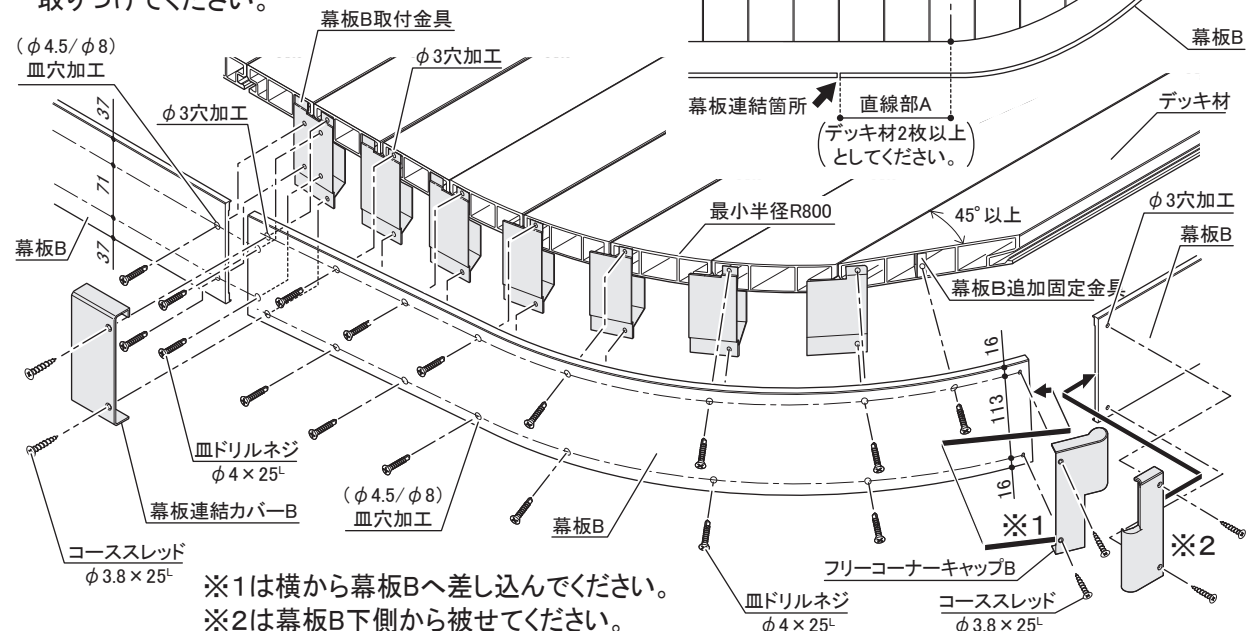 取りつけてください。
幕板B取付金具
(φ4.5/φ8)
皿穴加工
φ3穴加工
φ3穴加工
37
71
37
幕板B
幕板B
幕板連結箇所
直線部A
(デッキ材2枚以上
としてください。)
デッキ材
φ3穴加工
幕板B
最小半径R800
45°以上
幕板B追加固定金具
16
113
16
皿ドリルネジ
φ4×25L
幕板連結カバーB
コーススレッド
φ3.8×25L
(φ4.5/φ8)
皿穴加工
幕板B
※1
※2
フリーコーナーキャップB
皿ドリルネジ
φ4×25L
コーススレッド
φ3.8×25L
※1は横から幕板Bへ差し込んでください。
※2は幕板B下側から被せてください。